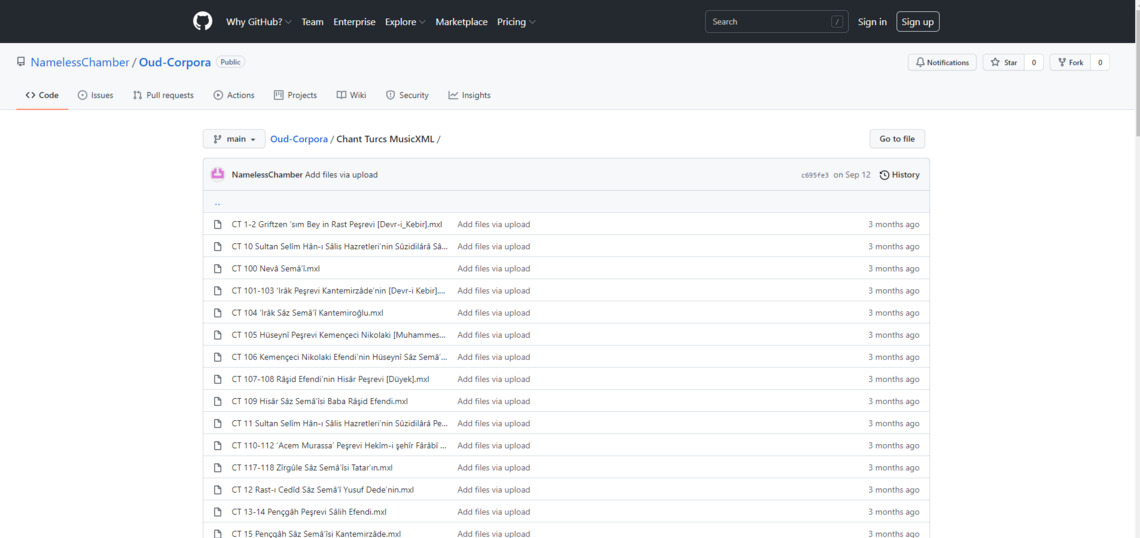 Why GitHub? Team Enterprise Explore Marketplace Pricing Search / Sign in Sign up
NamelessChamber / Oud-Corpora Public Notifications Star 0 Fork 0
Code Issues Pull requests Actions Projects Wiki Security Insights
main Oud-Corpora / Chant Turcs MusicXML / Go to file
NamelessChamber Add files via upload c695fe3 on Sep 12 History
..
CT 1-2 Griftzen 'sım Bey in Rast Peşrevi [Devr-i_Kebir].mxl Add files via upload 3 months ago
CT 10 Sultan Selîm Hân-ı Sâlis Hazretleri'nin Sûzidilârâ Sâ... Add files via upload 3 months ago
CT 100 Nevâ Semâ'î.mxl Add files via upload 3 months ago
CT 101-103 'Irâk Peşrevi Kantemirzâde'nin [Devr-i Kebir].... Add files via upload 3 months ago
CT 104 'Irâk Sâz Semâ'î Kantemiroğlu.mxl Add files via upload 3 months ago
CT 105 Hüseynî Peşrevi Kemençeci Nikolaki [Muhammes... Add files via upload 3 months ago
CT 106 Kemençeci Nikolaki Efendi'nin Hüseynî Sâz Semâ'... Add files via upload 3 months ago
CT 107-108 Râşid Efendi'nin Hisâr Peşrevi [Düyek].mxl Add files via upload 3 months ago
CT 109 Hisâr Sâz Semâ'îsi Baba Râşid Efendi.mxl Add files via upload 3 months ago
CT 11 Sultan Selîm Hân-ı Sâlis Hazretleri'nin Sûzidilârâ Pe... Add files via upload 3 months ago
CT 110-112 'Acem Murassa' Peşrevi Hekîm-i şehîr Fârâbî ... Add files via upload 3 months ago
CT 117-118 Zîrgûle Sâz Semâ'îsi Tatar'ın.mxl Add files via upload 3 months ago
CT 12 Rast-ı Cedîd Sâz Semâ'î Yusuf Dede'nin.mxl Add files via upload 3 months ago
CT 13-14 Pençgâh Peşrevi Sâlih Efendi.mxl Add files via upload 3 months ago
CT 15 Pençgâh Sâz Semâ'îsi Kantemirzâde.mxl Add files via upload 3 months ago